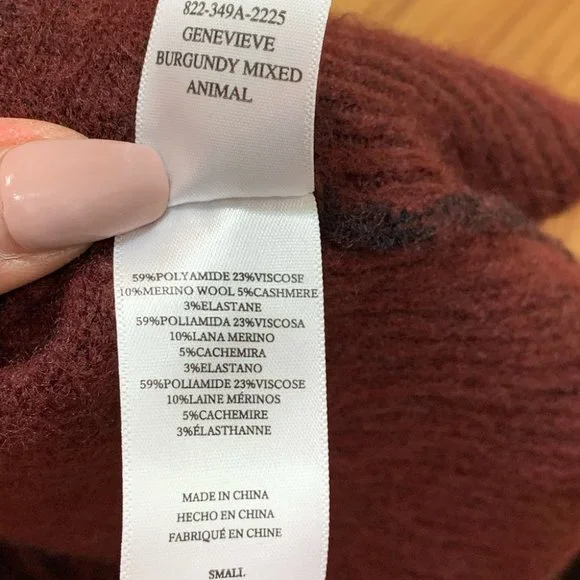 822-349A-2225
GENEVIEVE
BURGUNDY MIXED
ANIMAL
59%POLYAMIDE 23%VISCOSE
10%MERINO WOOL 5%CASHMERE
3%ELASTANE
59%POLIAMIDA 23%VISCOSA
10%LANA MERINO
5%CACHEMIRA
3%ELASTANO
59%POLIAMIDE 23%VISCOSE
10%LAINE MÉRINOS
5%CACHEMIRE
3%ÉLASTHANNE
MADE IN CHINA
HECHO EN CHINA
FABRIQUÉ EN CHINE
SMALL